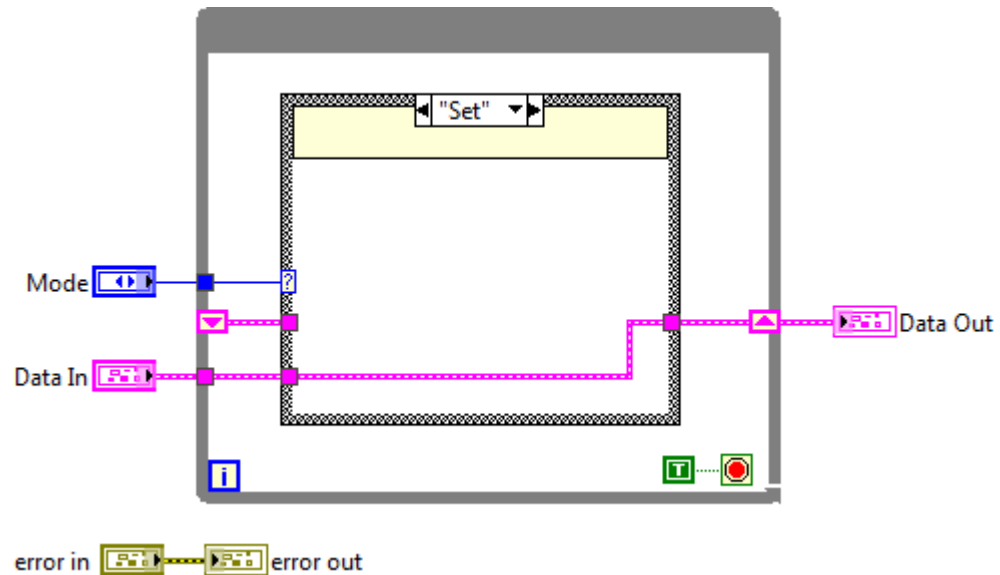 "Set"
Mode
?
Data In
Data Out
i
T
error in
error out